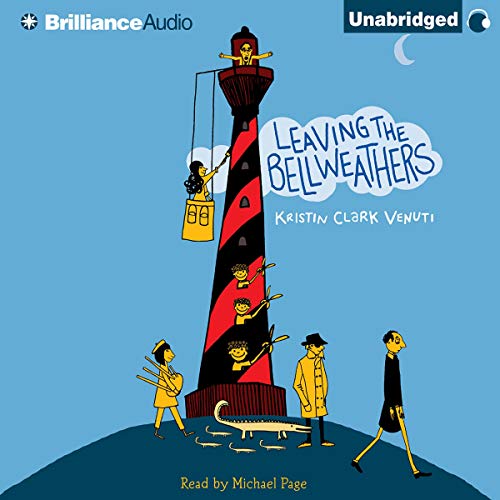 BrillianceAudio
Unabridged
LEAVING THE
BELLWEATHERS
KRISTIN CLARK VENUTI
Read by Michael Page